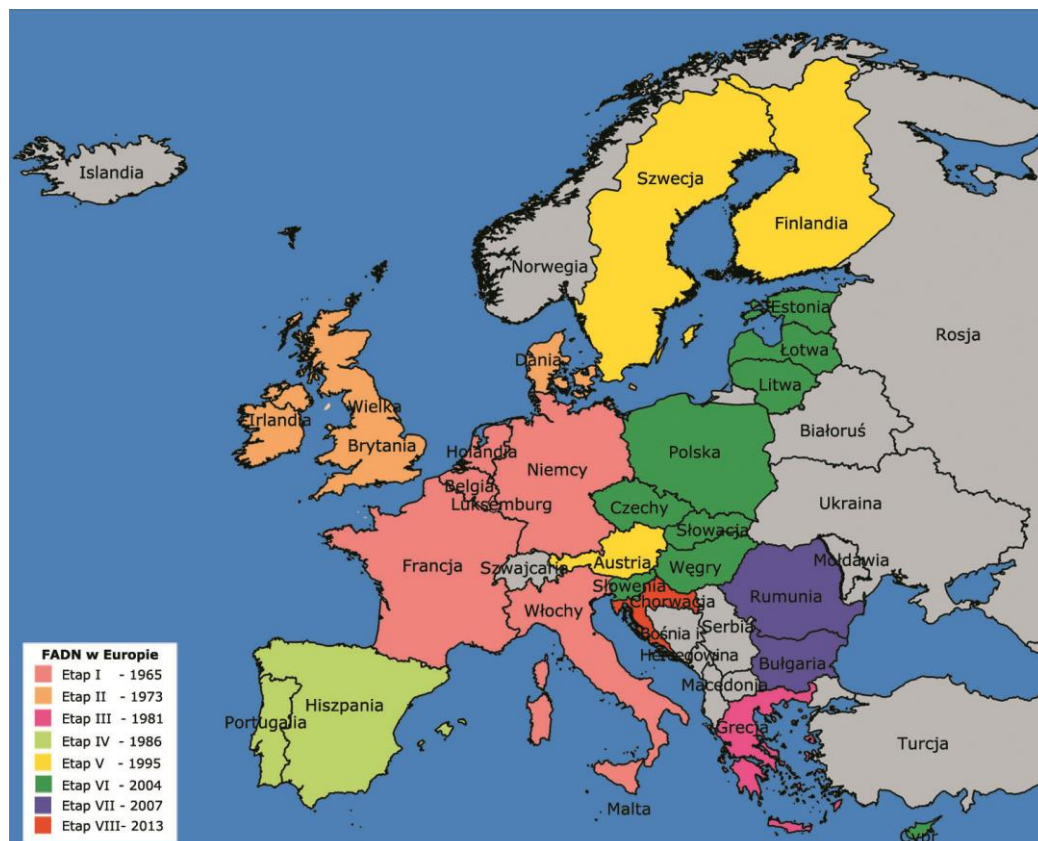 Islandia
Szwecja
Finlandia
Norwegia
Estonia
Rosja
Dania
Łotwa
Litwa
Irlandia
Wielka
Brytania
Białoruś
Holandia
Niemcy
Polska
Belgia
Luksemburg
Czechy
Ukraina
Słowacja
Francja
Szwajcaria
Austria
Węgry
Mołdawia
Słowenia
Chorwacja
Rumunia
Włochy
Serbia
Bośnia i
Hercegowina
Bułgaria
Macedonia
Portugalia
Hiszpania
Grecja
Turcja
Malta
Cypr
FADN w Europie
Etap I - 1965
Etap II - 1973
Etap III - 1981
Etap IV - 1986
Etap V - 1995
Etap VI - 2004
Etap VII - 2007
Etap VIII- 2013